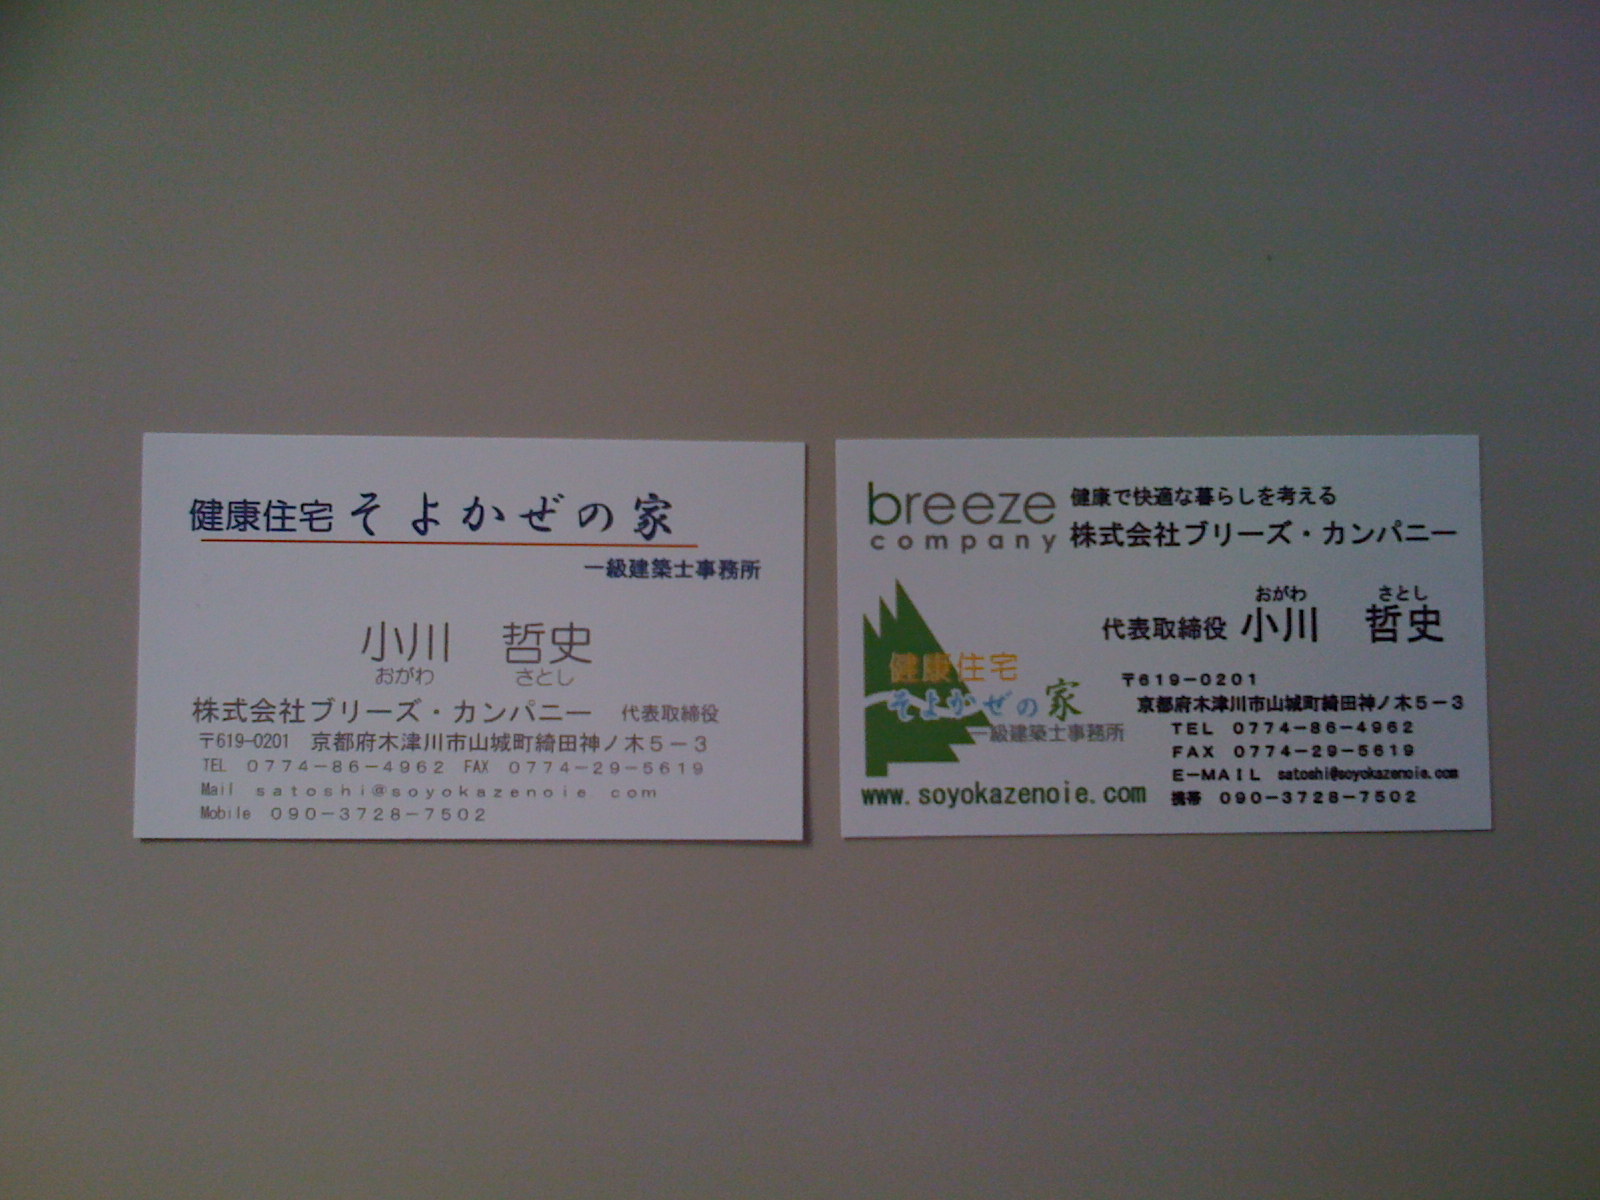 健康住宅 そよかぜの家
一級建築士事務所
小川 哲史
おがわ さとし
株式会社ブリーズ・カンパニー 代表取締役
〒619-0201 京都府木津川市山城町綺田神ノ木５－３
TEL ０７７４－８６－４９６２ FAX ０７７４－２９－５６１９
Mail ｓａｔｏｓｈｉ＠ｓｏｙｏｋａｚｅｎｏｉｅ．ｃｏｍ
Mobile ０９０－３７２８－７５０２
breeze
company
健康で快適な暮らしを考える
株式会社ブリーズ・カンパニー
おがわ さとし
代表取締役 小川 哲史
健康住宅
そよかぜの家
一級建築士事務所
www.soyokazenoie.com
〒６１９－０２０１
京都府木津川市山城町綺田神ノ木５－３
ＴＥＬ ０７７４－８６－４９６２
ＦＡＸ ０７７４－２９－５６１９
Ｅ－ＭＡＩＬ satoshi@soyokazenoie.com
携帯 ０９０－３７２８－７５０２